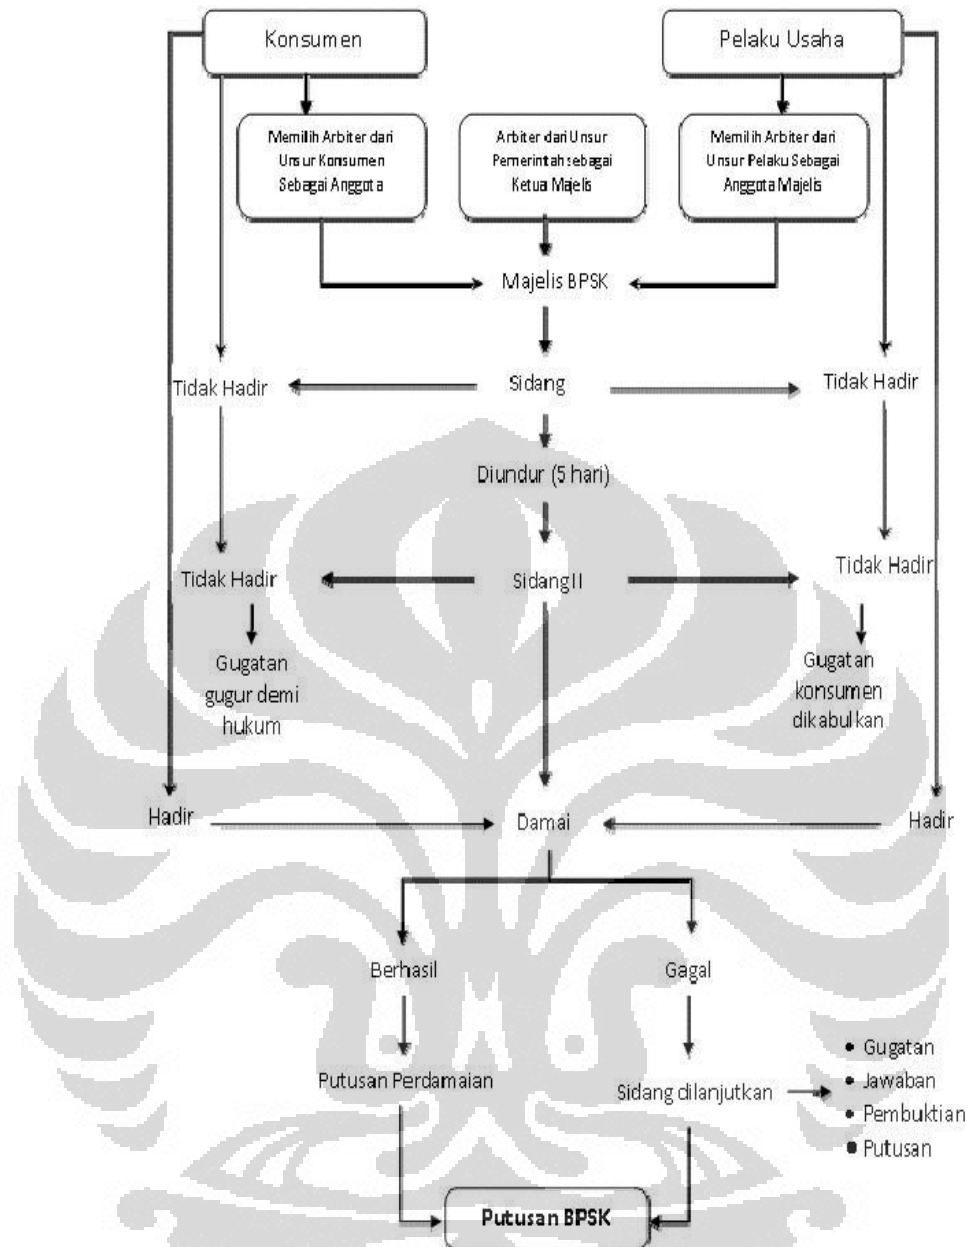 Konsumen
Pelaku Usaha
Memilih Arbiter dari
Unsur Konsumen
Sebagai Anggota
Arbiter dari Unsur
Pemerintah sebagai
Ketua Majelis
Memilih Arbiter dari
Unsur Pelaku Sebagai
Anggota Majelis
Majelis BPSK
Tidak Hadir
Sidang
Tidak Hadir
Diundur (5 hari)
Tidak Hadir
Sidang II
Tidak Hadir
Gugatan
gugur demi
hukum
Gugatan
konsumen
dikabulkan
Hadir
Damai
Hadir
Berhasil
Gagal
Putusan Perdamaian
Sidang dilanjutkan
• Gugatan
• Jawaban
• Pembuktian
• Putusan
Putusan BPSK